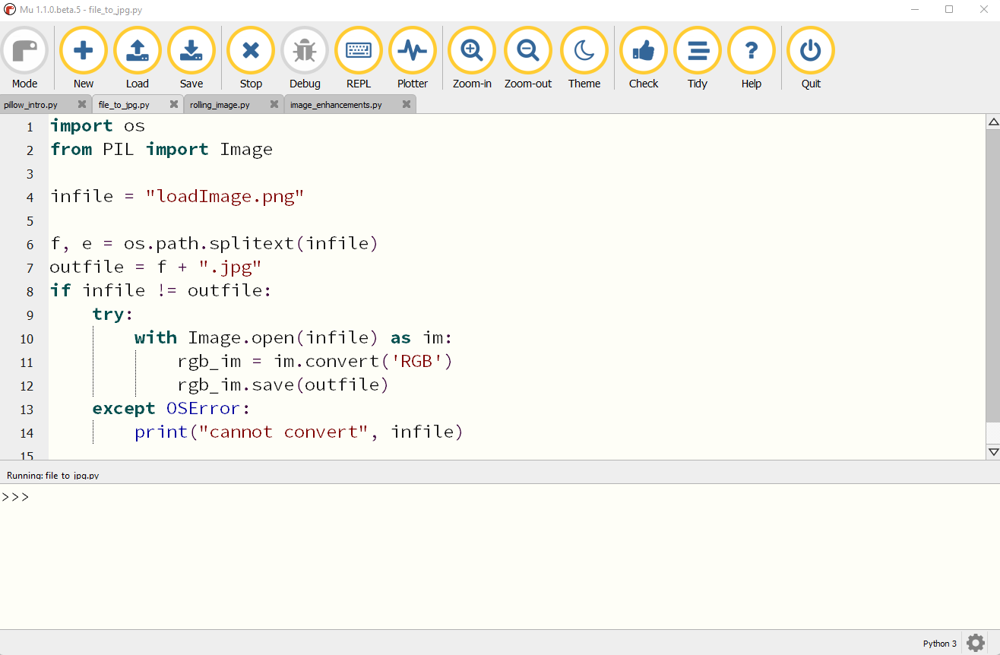 Mu 1.1.0.beta.5 - file_to_jpg.py
Mode New Load Save Stop Debug REPL Plotter Zoom-in Zoom-out Theme Check Tidy Help Quit
pillow_intro.py file_to_jpg.py rolling_image.py image_enhancements.py
1 import os
2 from PIL import Image
3
4 infile = "loadImage.png"
5
6 f, e = os.path.splitext(infile)
7 outfile = f + ".jpg"
8 if infile != outfile:
9     try:
10         with Image.open(infile) as im:
11             rgb_im = im.convert('RGB')
12             rgb_im.save(outfile)
13     except OSError:
14         print("cannot convert", infile)
15
Running: file_to_jpg.py
>>>
Python 3